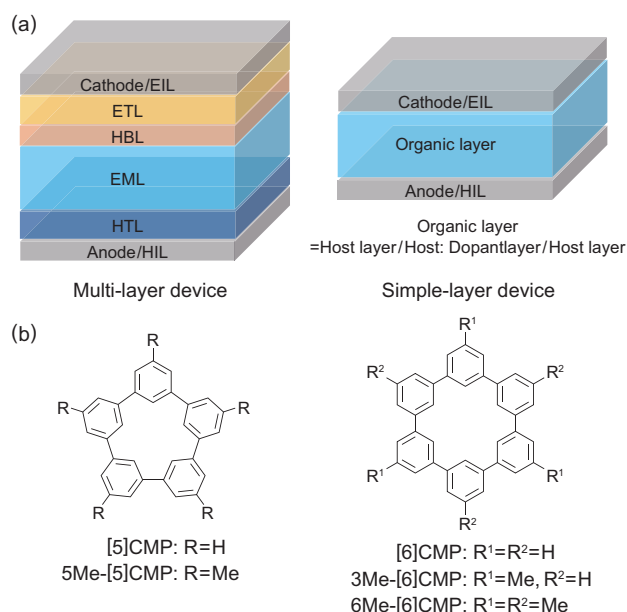 (a)
Cathode/EIL
ETL
HBL
EML
HTL
Anode/HIL
Multi-layer device
Cathode/EIL
Organic layer
Anode/HIL
Organic layer
=Host layer/Host: Dopantlayer/Host layer
Simple-layer device
(b)
R
R
R
R
R
[5]CMP: R=H
5Me-[5]CMP: R=Me
R¹
R²
R²
R¹
R¹
R²
[6]CMP: R¹=R²=H
3Me-[6]CMP: R¹=Me, R²=H
6Me-[6]CMP: R¹=R²=Me